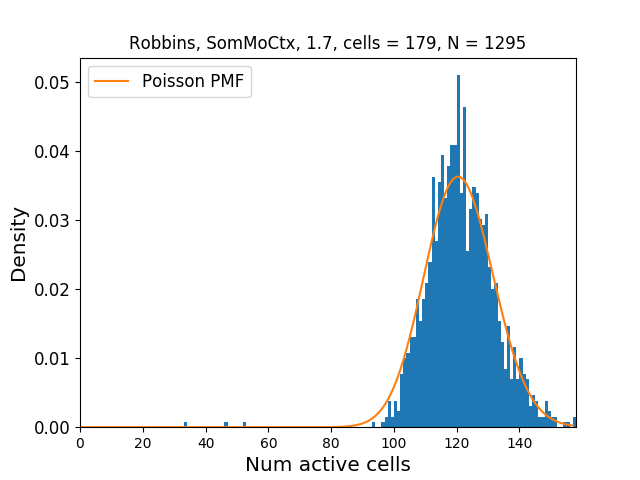 Robbins, SomMoCtx, 1.7, cells = 179, N = 1295
Poisson PMF
0.05
0.04
0.03
0.02
0.01
0.00
Density
0 20 40 60 80 100 120 140
Num active cells